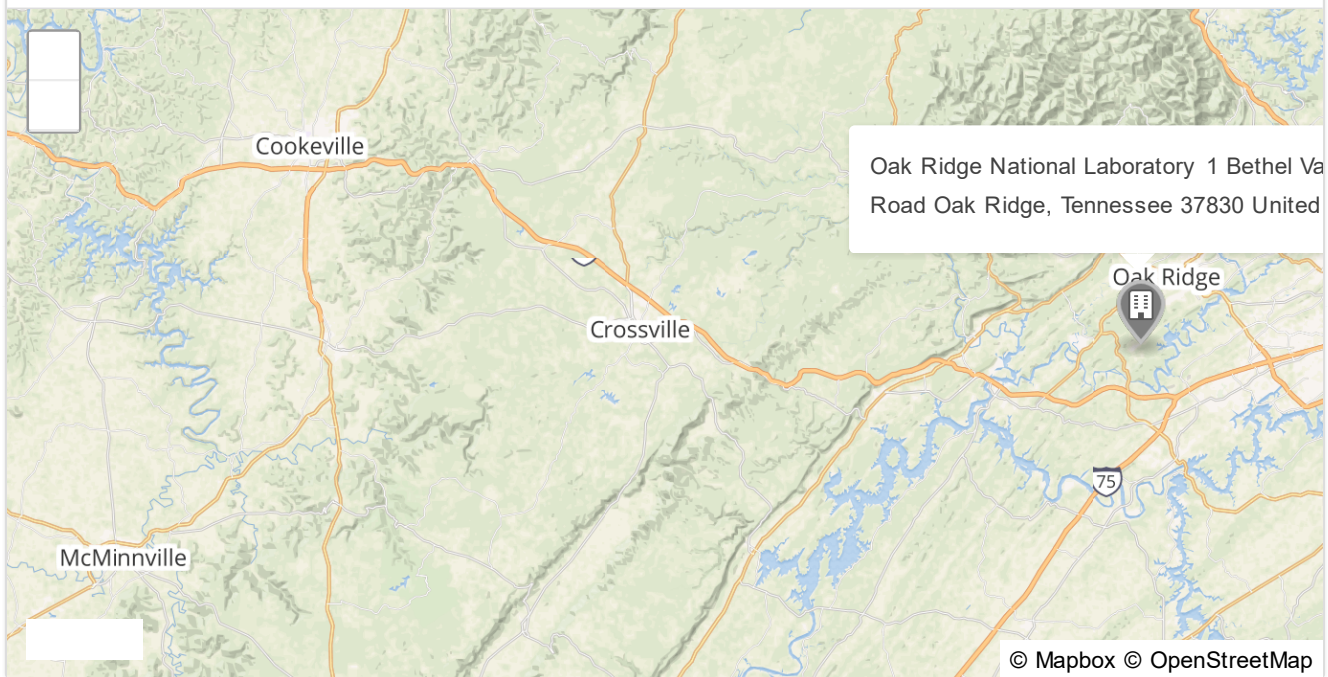 Cookeville
Oak Ridge National Laboratory 1 Bethel Va
Road Oak Ridge, Tennessee 37830 United
Oak Ridge
Crossville
75
McMinnville
© Mapbox © OpenStreetMap